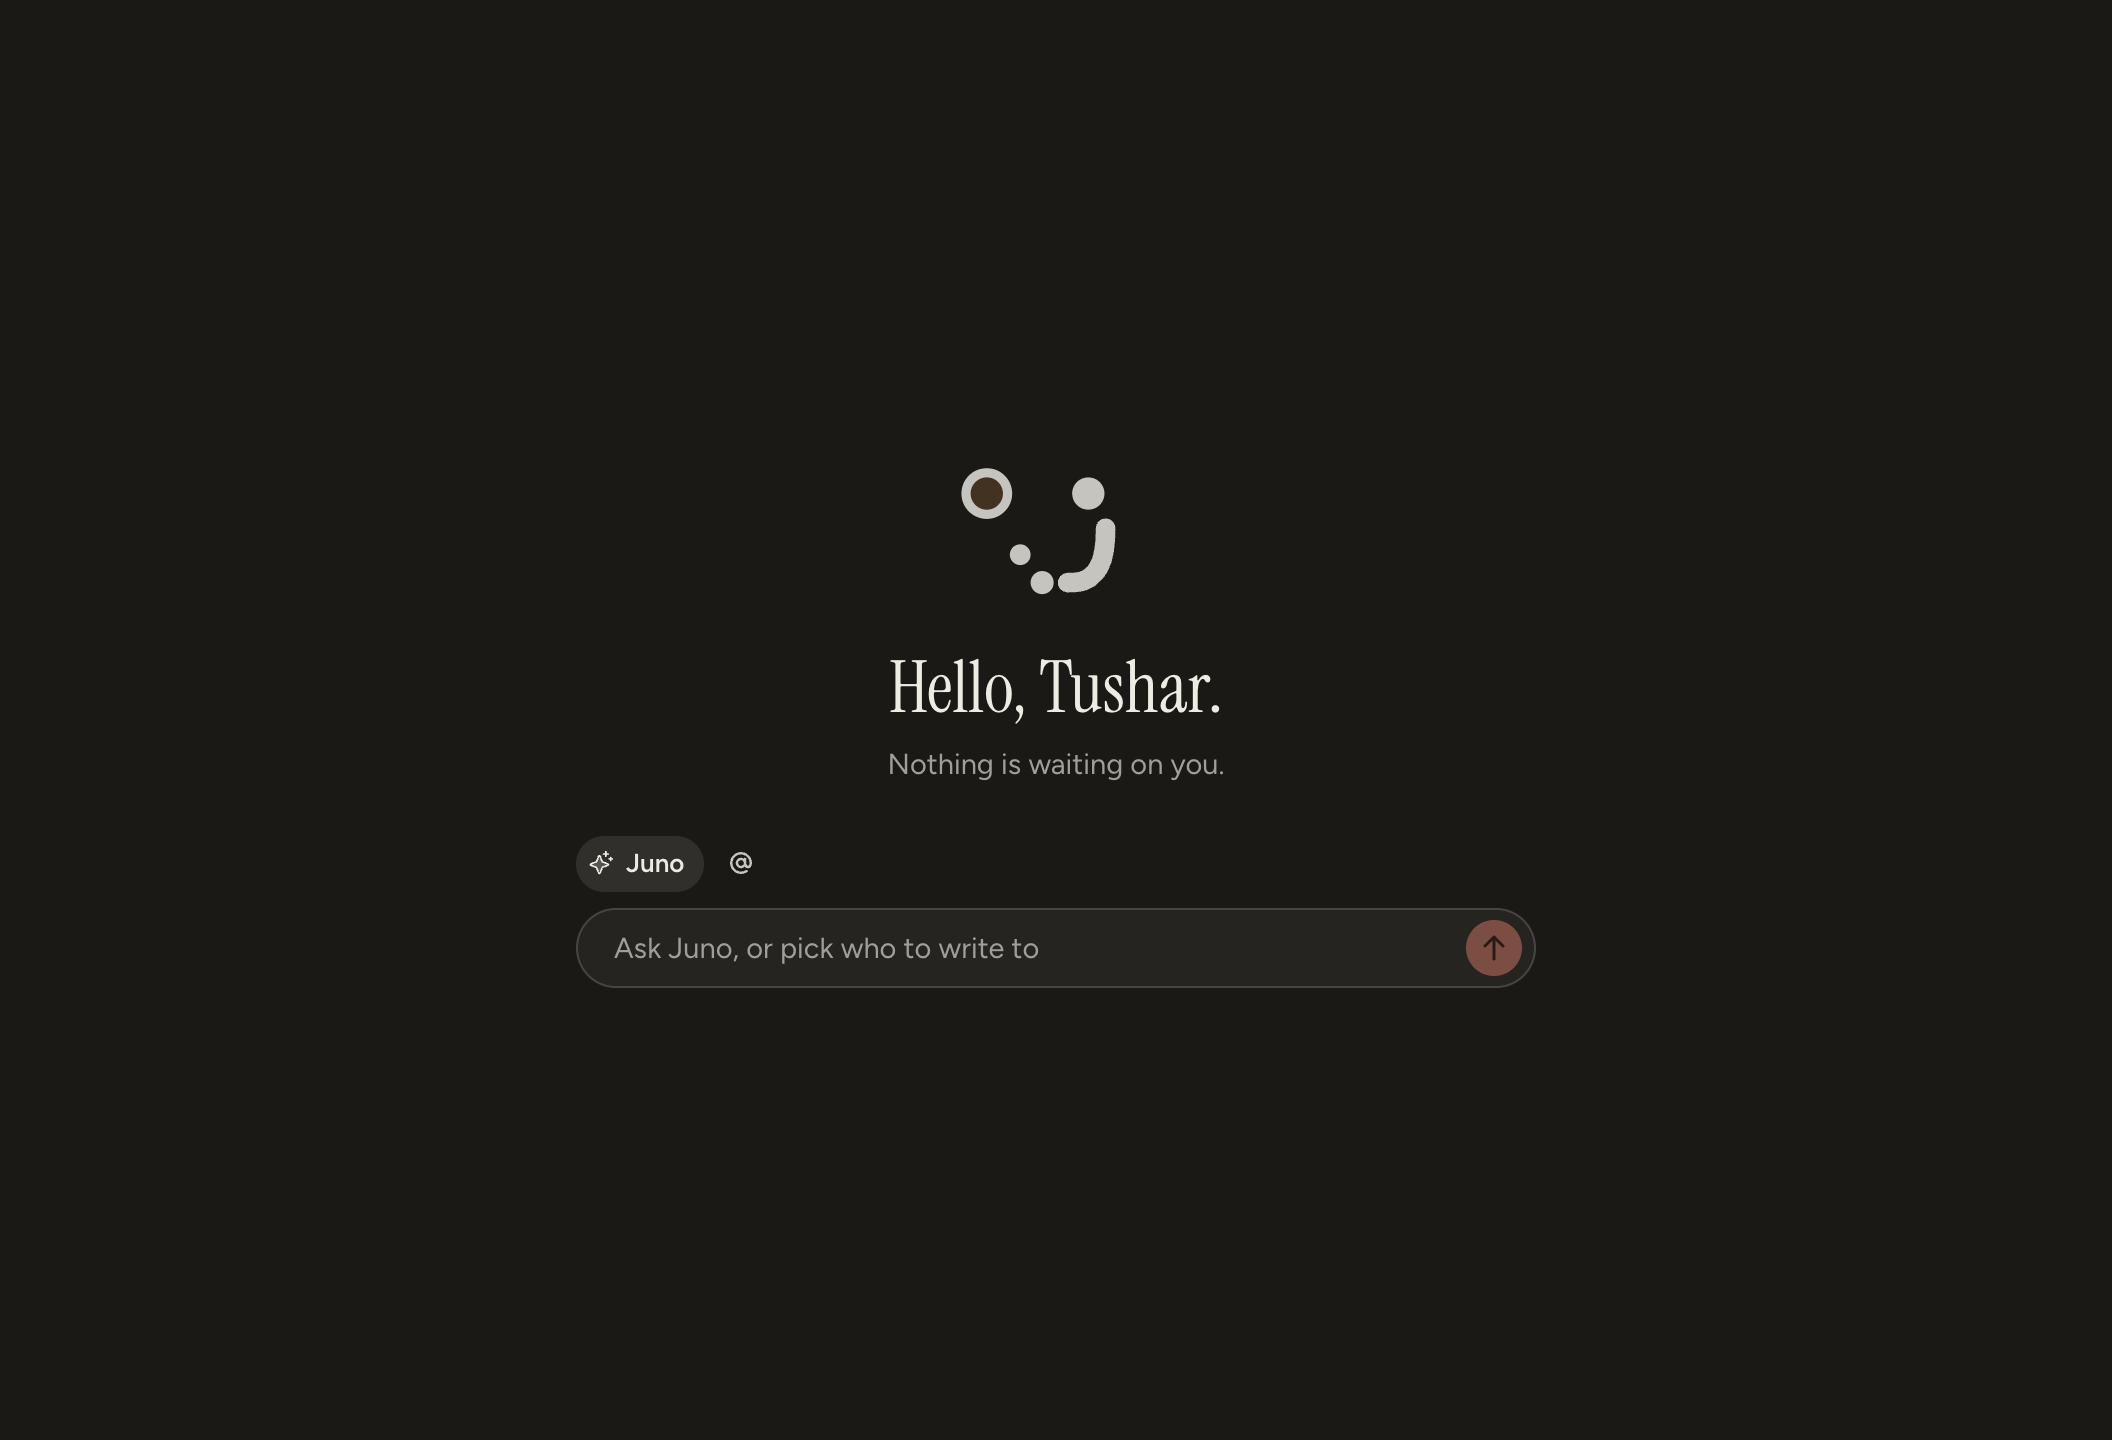 Hello, Tushar.
Nothing is waiting on you.
Juno @
Ask Juno, or pick who to write to